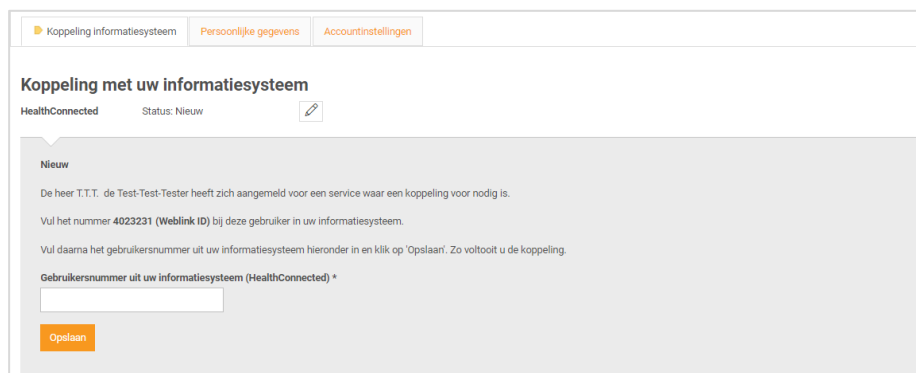 Koppeling informatiesysteem Persoonlijke gegevens Accountinstellingen
Koppeling met uw informatiesysteem
HealthConnected Status: Nieuw
Nieuw
De heer T.T.T. de Test-Test-Tester heeft zich aangemeld voor een service waar een koppeling voor nodig is.
Vul het nummer 4023231 (Weblink ID) bij deze gebruiker in uw informatiesysteem.
Vul daarna het gebruikersnummer uit uw informatiesysteem hieronder in en klik op 'Opslaan'. Zo voltooit u de koppeling.
Gebruikersnummer uit uw informatiesysteem (HealthConnected) *
Opslaan